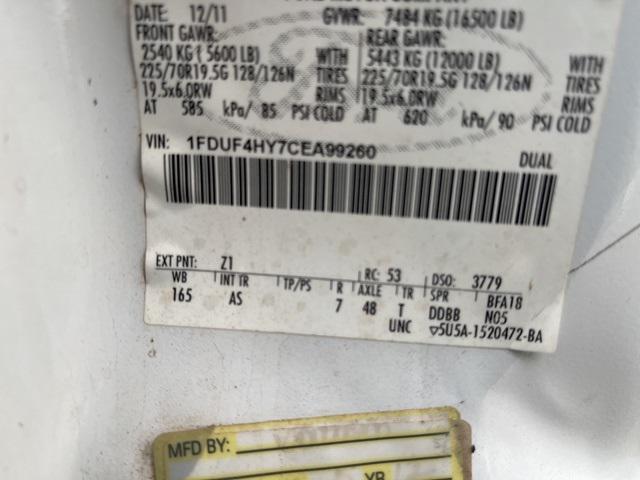 DATE: 12/11 GVWR: 7484 KG (16500 LB)
FRONT GAWR: REAR GAWR:
2540 KG (5600 LB) WITH 5443 KG (12000 LB) WITH
225/70R19.5G 128/126N TIRES 225/70R19.5G 128/126N TIRES
19.5x6.0RW RIMS 19.5x6.0RW RIMS
AT 585 kPa/ 85 PSI COLD AT 620 kPa/ 90 PSI COLD
VIN: 1FDUF4HY7CEA99260 DUAL
EXT PNT: Z1 RC: 53 DSO: 3779
WB INT TR TP/PS R AXLE TR SPR BFA18
165 AS 7 48 T DDBB N05
UNC ▽5U5A-1520472-BA
MFD BY:
YR